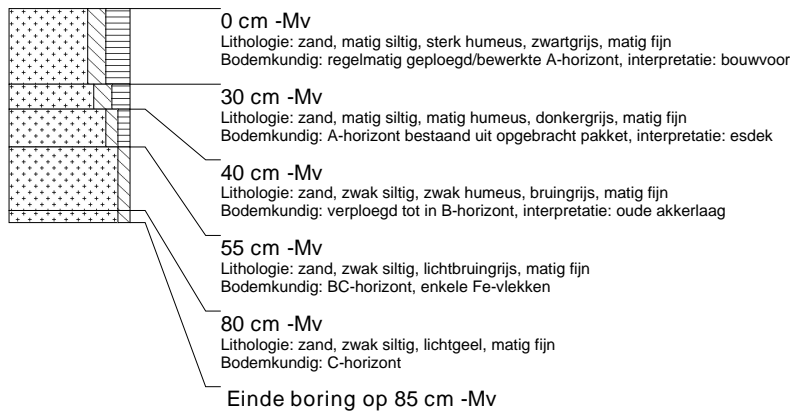 0 cm -Mv
Lithologie: zand, matig siltig, sterk humeus, zwartgrijs, matig fijn
Bodemkundig: regelmatig geploegd/bewerkte A-horizont, interpretatie: bouwvoor
30 cm -Mv
Lithologie: zand, matig siltig, matig humeus, donkergrijs, matig fijn
Bodemkundig: A-horizont bestaand uit opgebracht pakket, interpretatie: esdek
40 cm -Mv
Lithologie: zand, zwak siltig, zwak humeus, bruingrijs, matig fijn
Bodemkundig: verploegd tot in B-horizont, interpretatie: oude akkerlaag
55 cm -Mv
Lithologie: zand, zwak siltig, lichtbruingrijs, matig fijn
Bodemkundig: BC-horizont, enkele Fe-vlekken
80 cm -Mv
Lithologie: zand, zwak siltig, lichtgeel, matig fijn
Bodemkundig: C-horizont
Einde boring op 85 cm -Mv